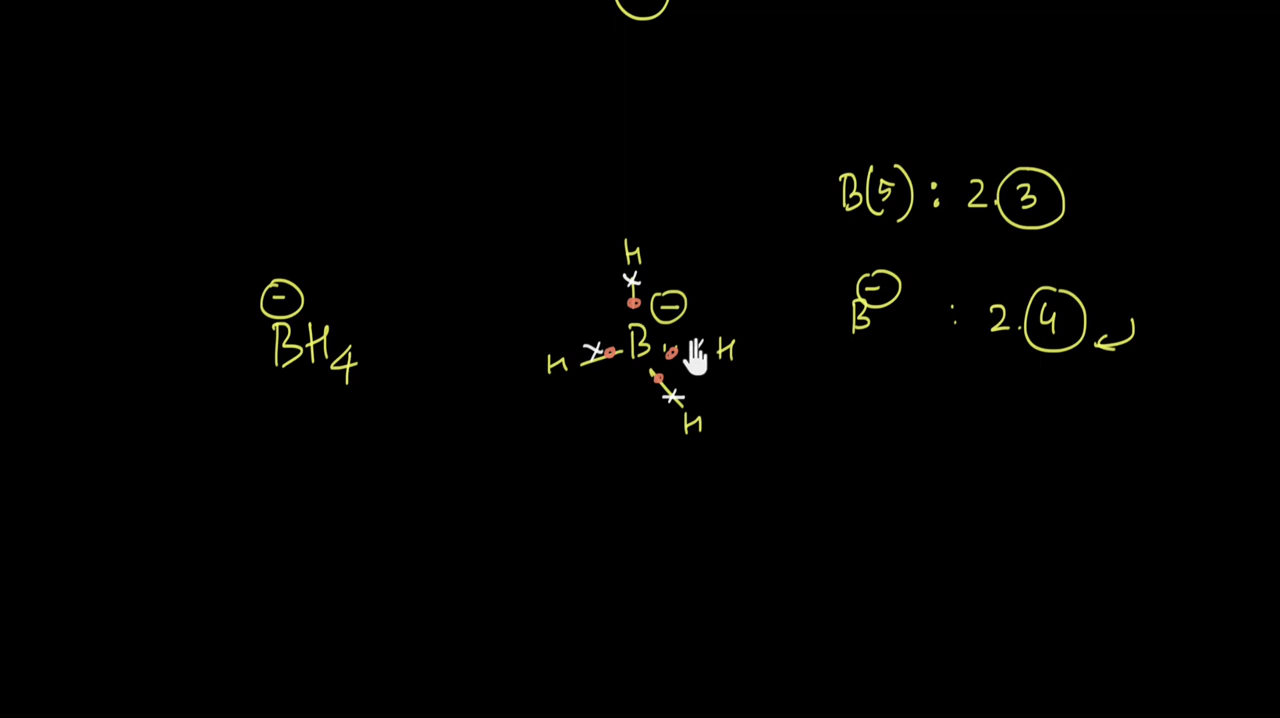 B(5) : 2.3
H
⊖
BH4
H B⊖ H
H
B⊖ : 2.4